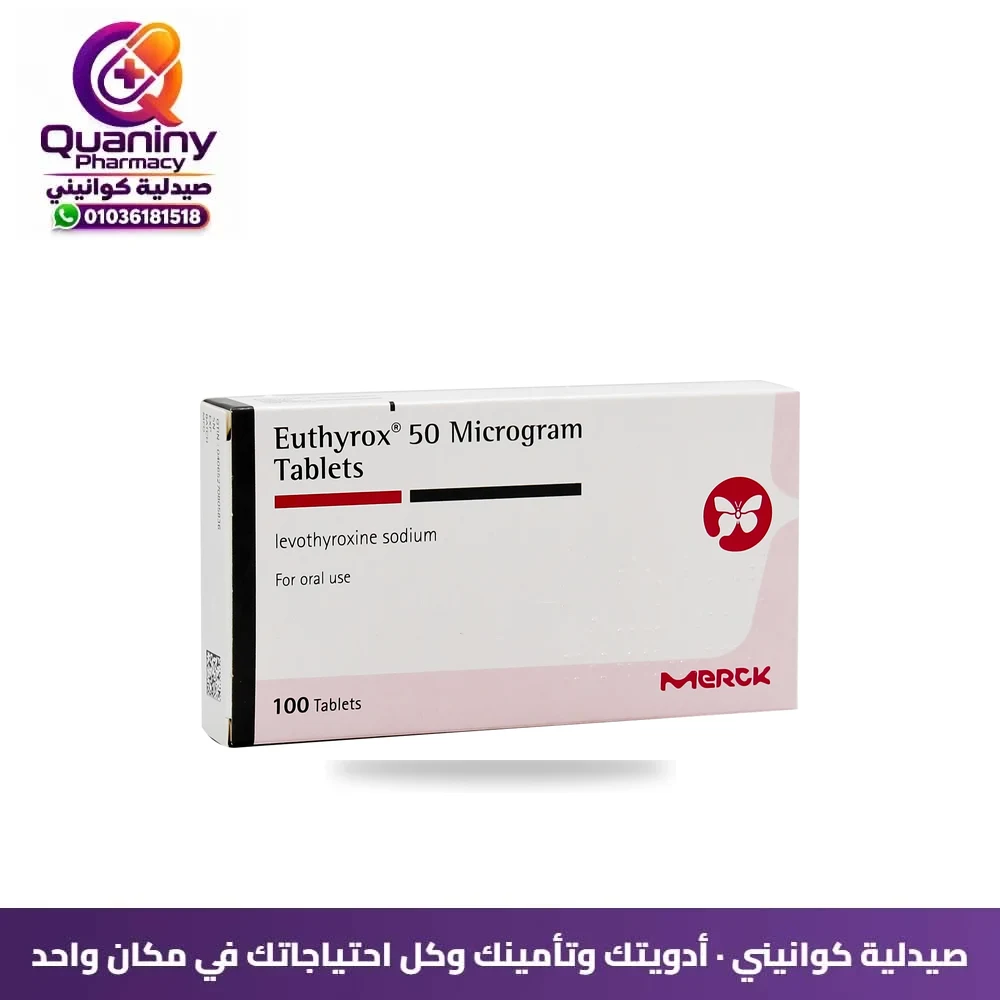 Quaniny
Pharmacy
صيدلية كوانيني
01036181518
Euthyrox® 50 Microgram
Tablets
levothyroxine sodium
For oral use
MERCK
100 Tablets
صيدلية كوانيني · أدويتك وتأمينك وكل احتياجاتك في مكان واحد